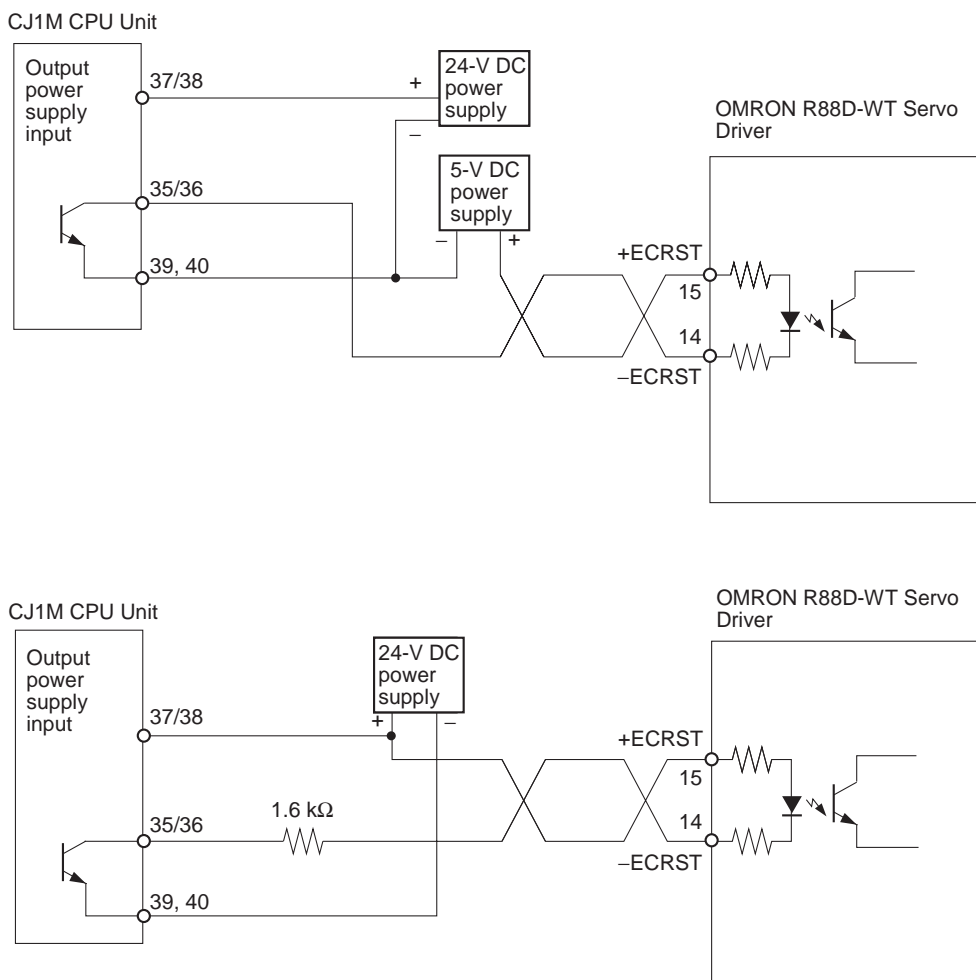 CJ1M CPU Unit
Output
power
supply
input
37/38
+
24-V DC
power
supply
−
OMRON R88D-WT Servo
Driver
35/36
5-V DC
power
supply
−
+
39, 40
+ECRST
15
14
−ECRST
CJ1M CPU Unit
Output
power
supply
input
37/38
24-V DC
power
supply
+
−
OMRON R88D-WT Servo
Driver
+ECRST
15
35/36
1.6 kΩ
14
−ECRST
39, 40